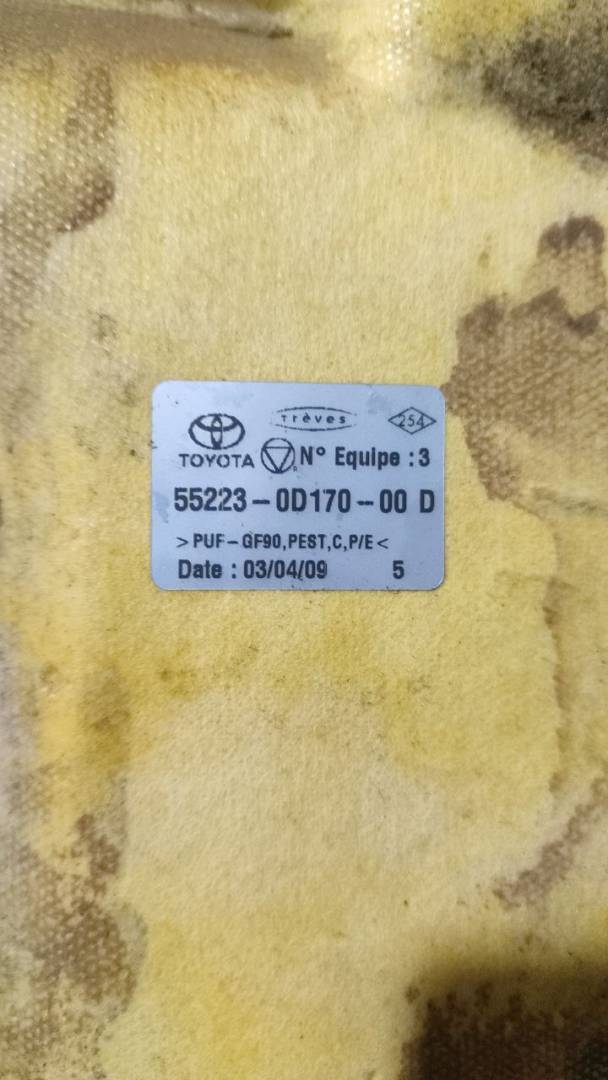 Trèves
254
TOYOTA
N° Equipe : 3
55223-0D170-00 D
>PUF-GF90,PEST,C,P/E<
Date : 03/04/09 5